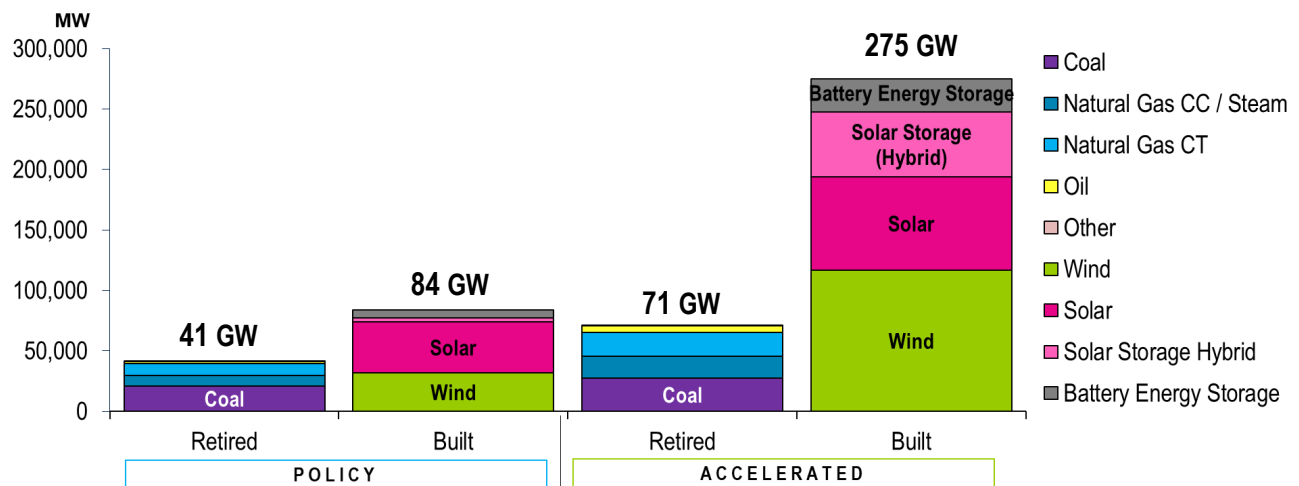 MW
300,000
250,000
200,000
150,000
100,000
50,000
0
41 GW
84 GW
71 GW
275 GW
Coal
Solar
Wind
Coal
Battery Energy Storage
Solar Storage
(Hybrid)
Solar
Wind
Retired
Built
Retired
Built
POLICY
ACCELERATED
Coal
Natural Gas CC / Steam
Natural Gas CT
Oil
Other
Wind
Solar
Solar Storage Hybrid
Battery Energy Storage